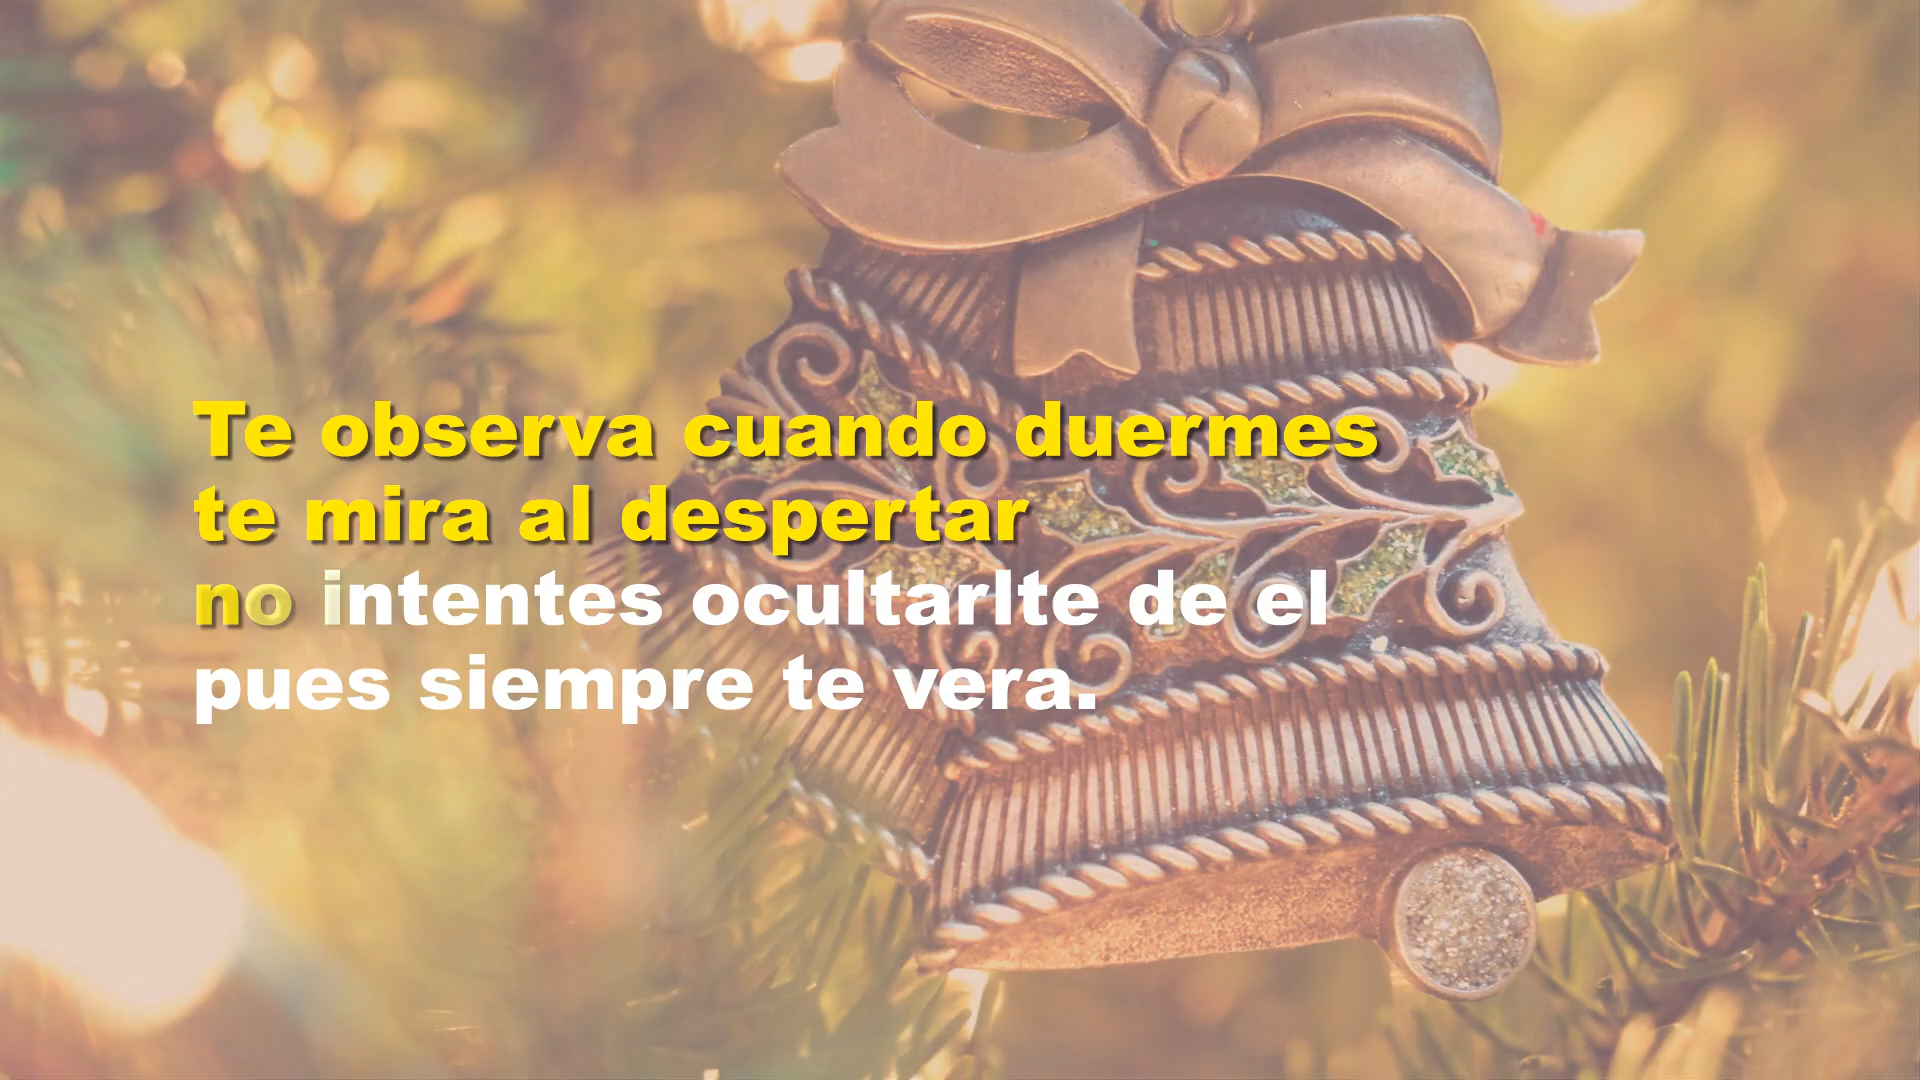 Te observa cuando duermes
te mira al despertar
no intentes ocultarlte de el
pues siempre te vera.